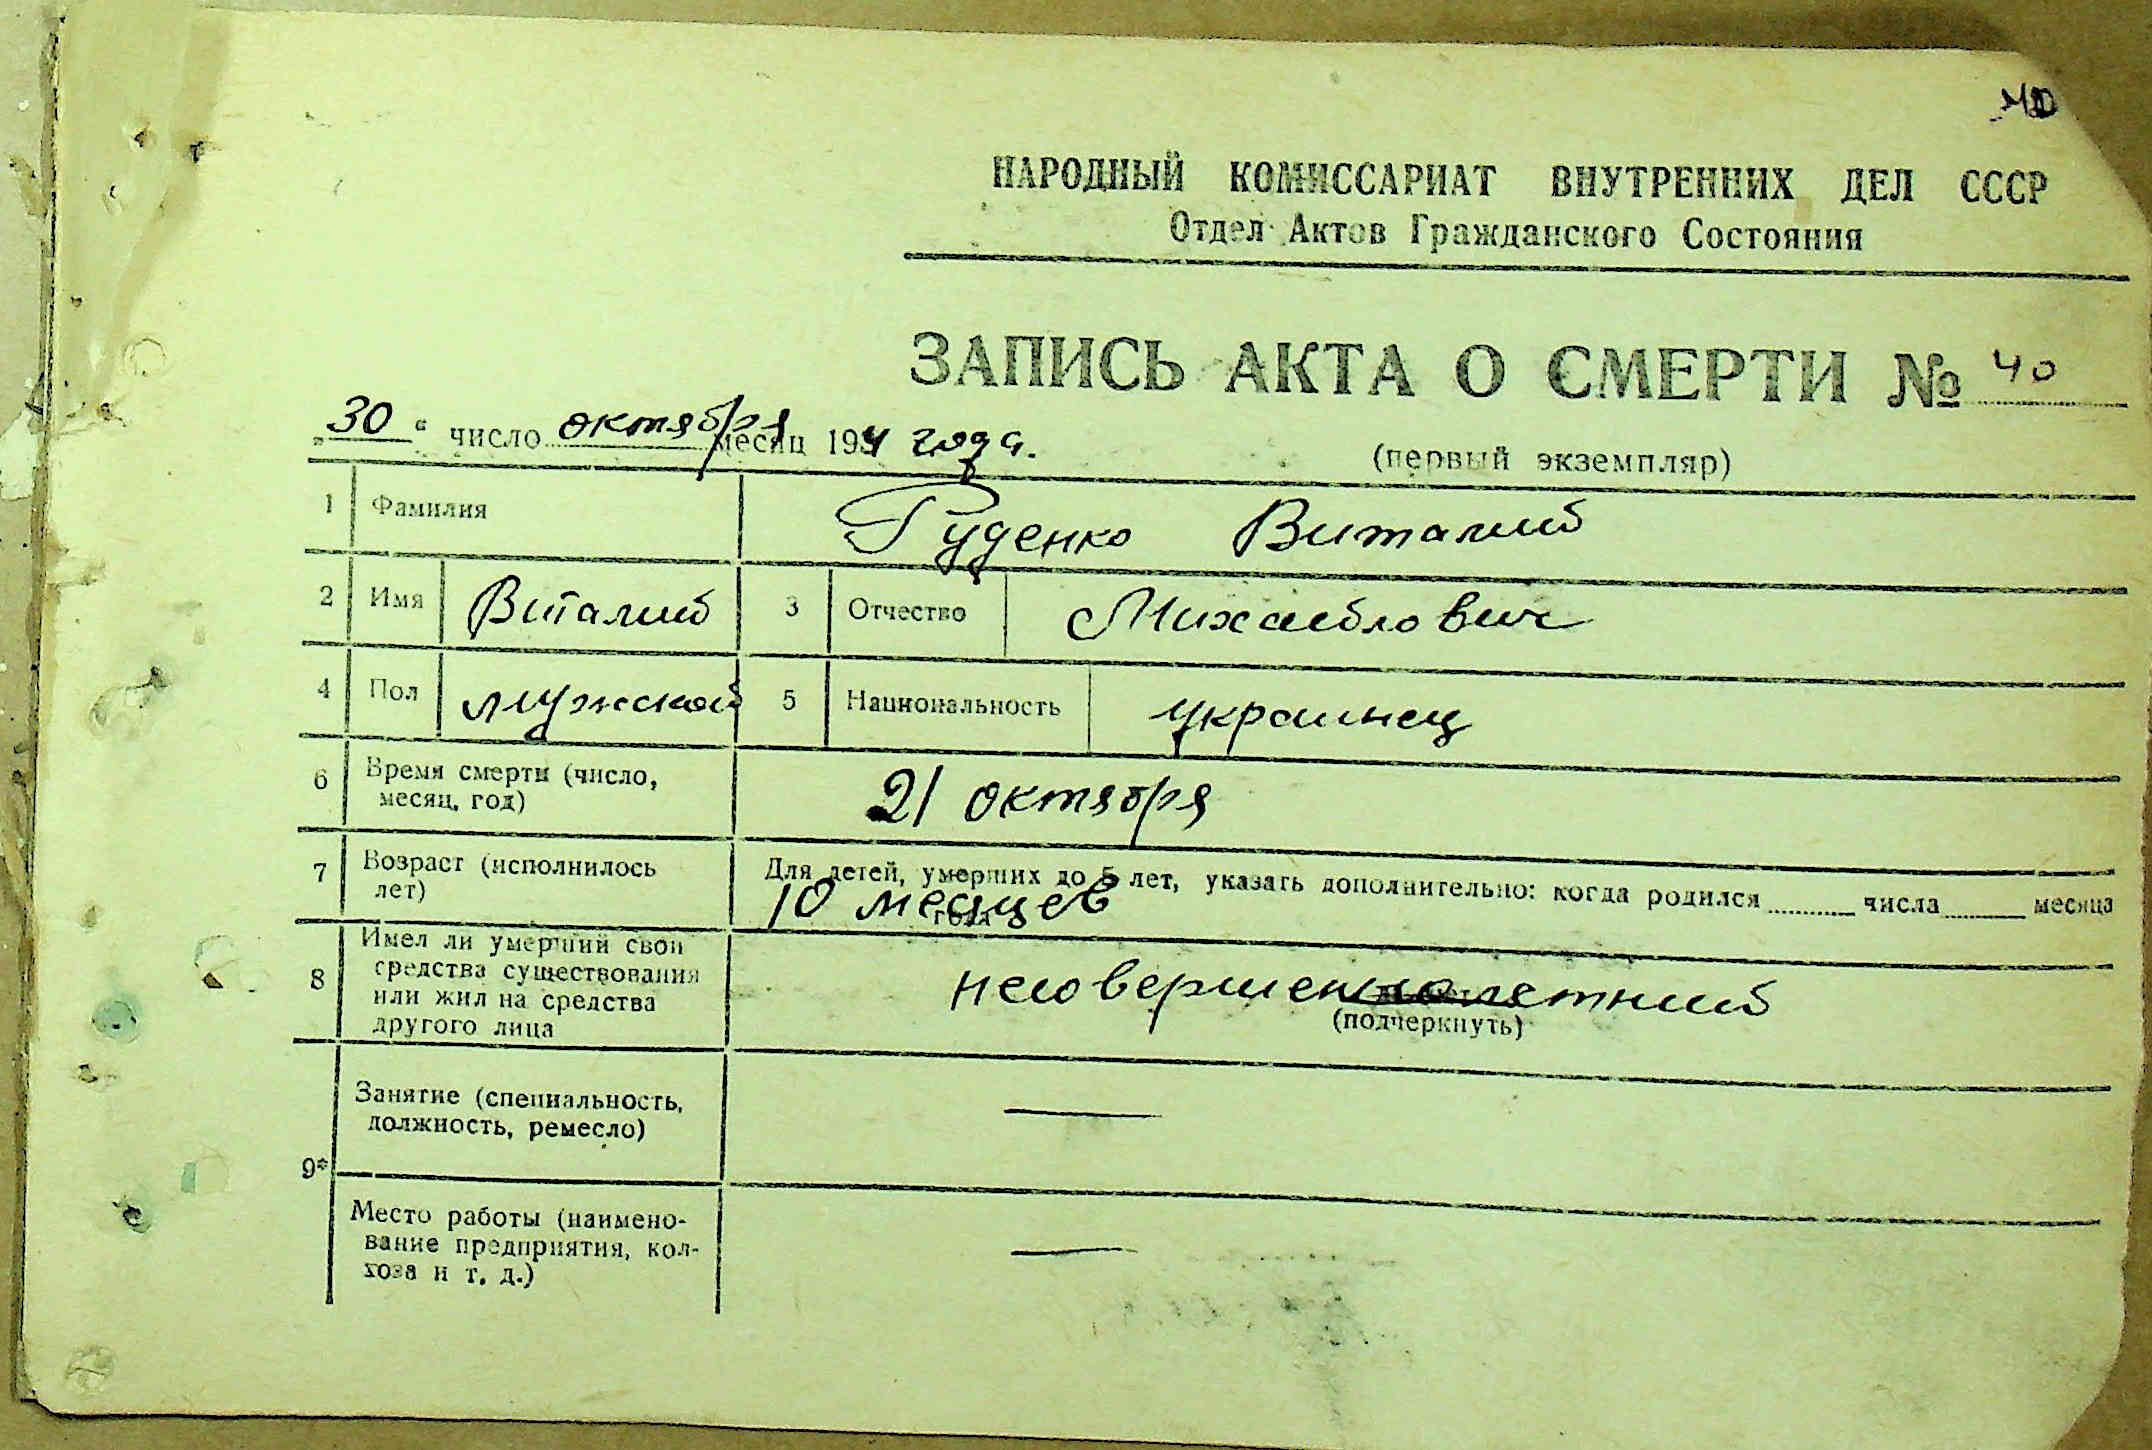 40
НАРОДНЫЙ КОМИССАРИАТ ВНУТРЕННИХ ДЕЛ СССР
Отдел Актов Гражданского Состояния
ЗАПИСЬ АКТА О СМЕРТИ № 40
„30“ число октября месяц 1944 года.
(первый экземпляр)
1 Фамилия Руденко Виталий
2 Имя Виталий 3 Отчество Михайлович
4 Пол мужской 5 Национальность украинец
6 Время смерти (число, месяц, год) 21 октября
7 Возраст (исполнилось лет) Для детей, умерших до 5 лет, указать дополнительно: когда родился числа месяца
10 месяцев
года
8 Имел ли умерший свои средства существования или жил на средства другого лица несовершеннолетний
(подчеркнуть)
9* Занятие (специальность, должность, ремесло) —
Место работы (наименование предприятия, колхоза и т. д.) —